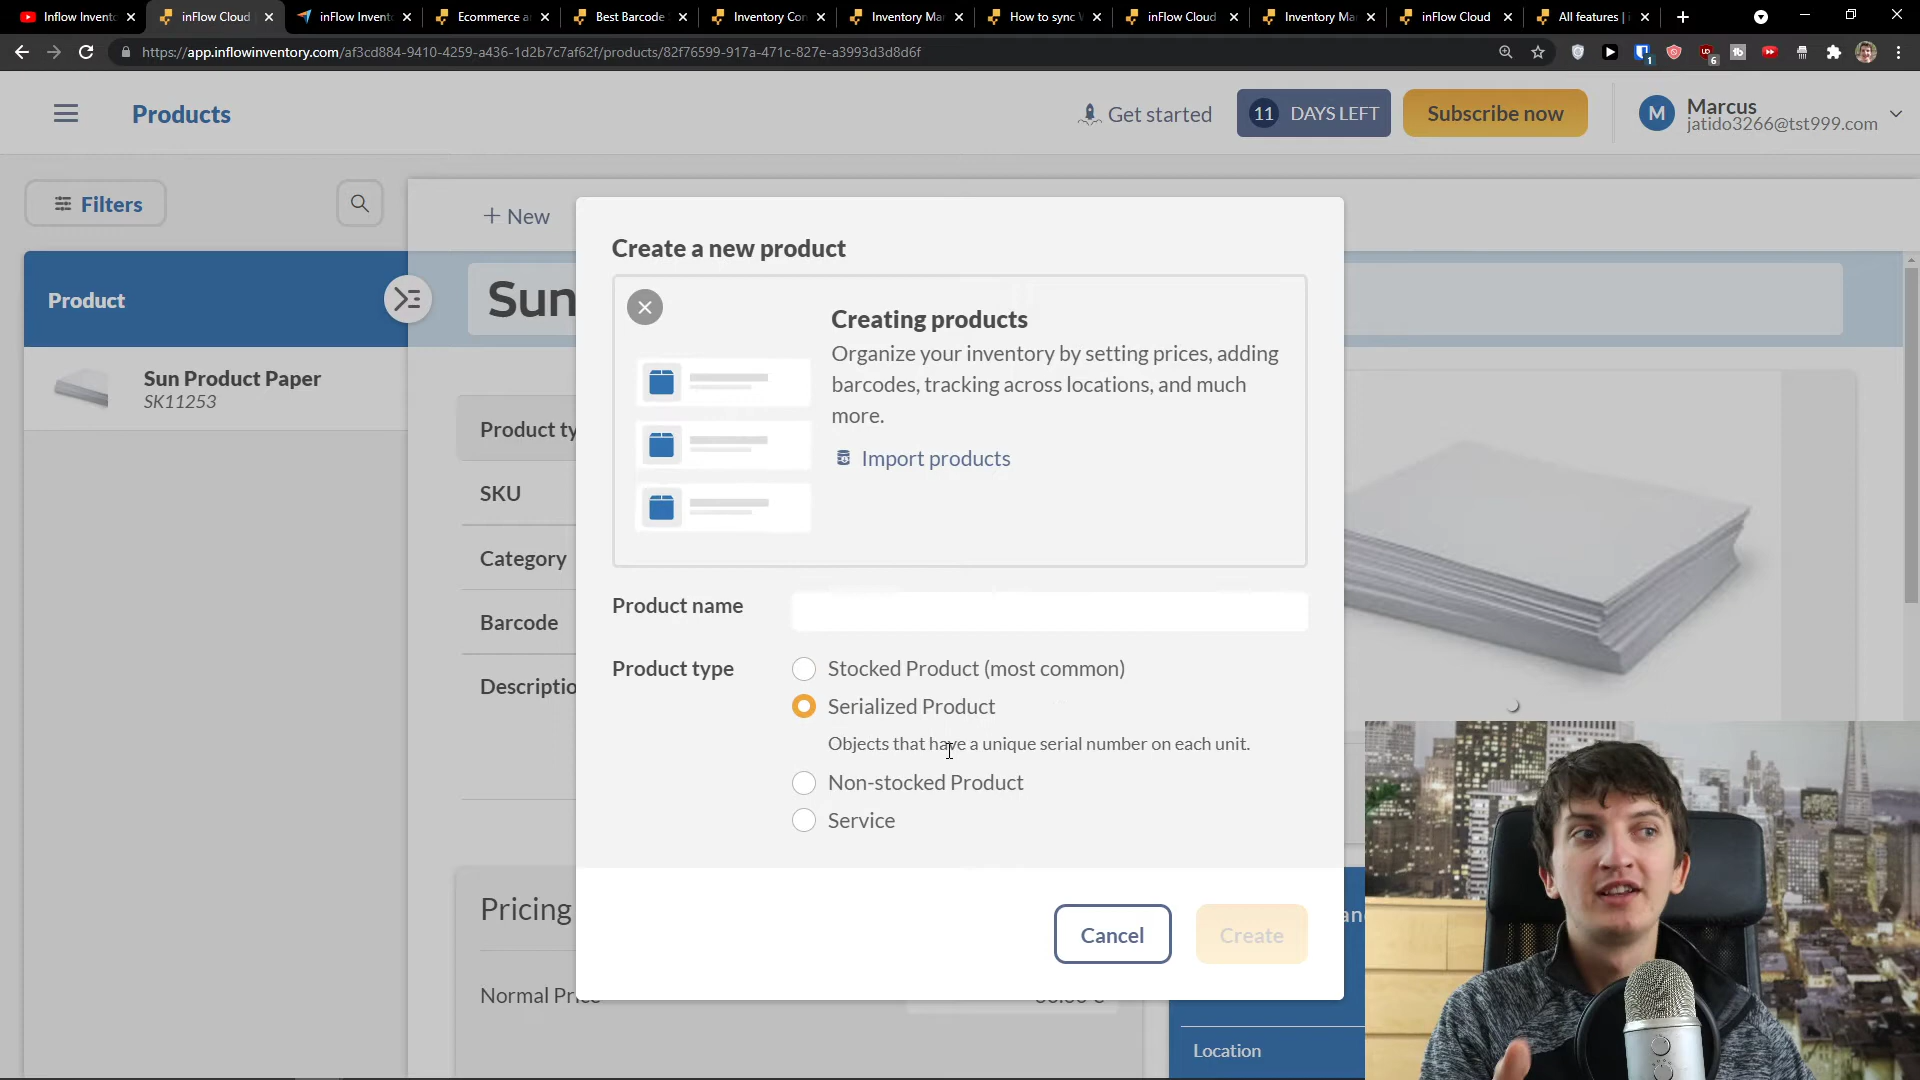 Inflow Invent
inFlow Cloud
inFlow Invent
Ecommerce a
Best Barcode
Inventory Con
Inventory Ma
How to sync
inFlow Cloud
Inventory Ma
inFlow Cloud
All features |
https://app.inflowinventory.com/af3cd884-9410-4259-a436-1d2b7c7af62f/products/82f76599-917a-471c-827e-a3993d3d8d6f
Products
Get started
11 DAYS LEFT
Subscribe now
M
Marcus
jatido3266@tst999.com
Filters
+ New
Product
Sun
Sun Product Paper
SK11253
Product ty
SKU
Category
Barcode
Descriptio
Pricing
Normal Price
Create a new product
Creating products
Organize your inventory by setting prices, adding
barcodes, tracking across locations, and much
more.
Import products
Product name
Product type
Stocked Product (most common)
Serialized Product
Objects that have a unique serial number on each unit.
Non-stocked Product
Service
Cancel
Create
Location